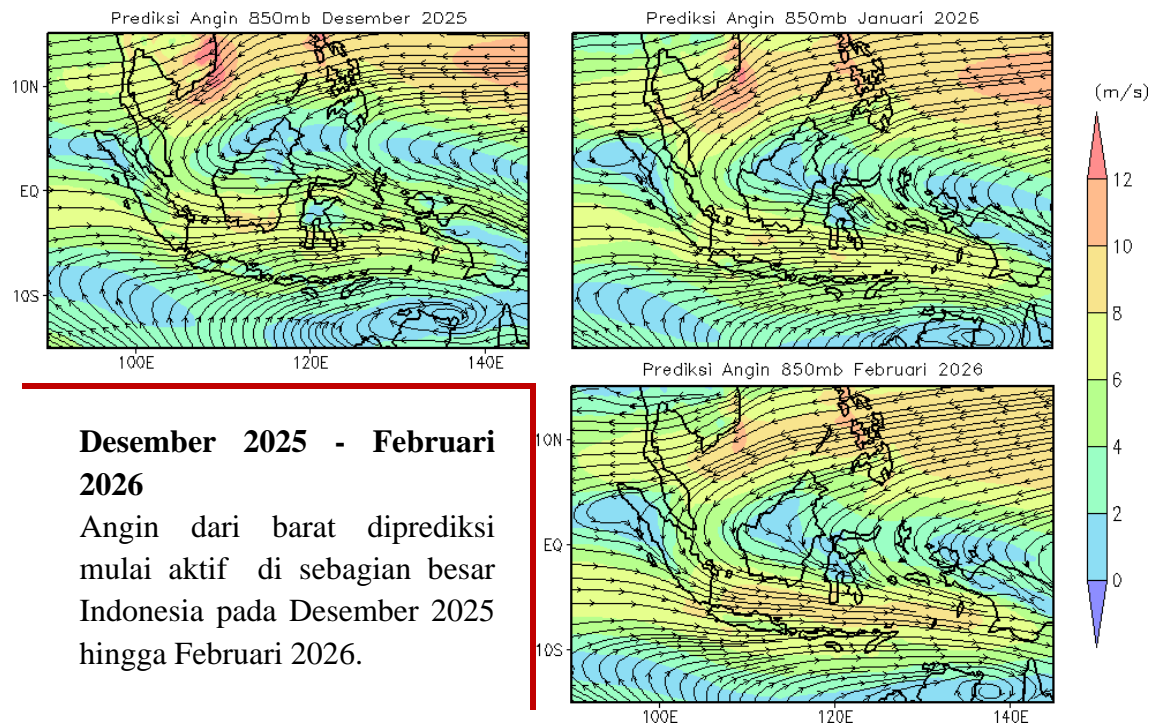 Prediksi Angin 850mb Desember 2025
Prediksi Angin 850mb Januari 2026
10N
EQ
10S
100E 120E 140E
(m/s)
12
10
8
6
4
2
0
Prediksi Angin 850mb Februari 2026
10N
EQ
10S
100E 120E 140E
Desember 2025 - Februari
2026
Angin dari barat diprediksi
mulai aktif di sebagian besar
Indonesia pada Desember 2025
hingga Februari 2026.